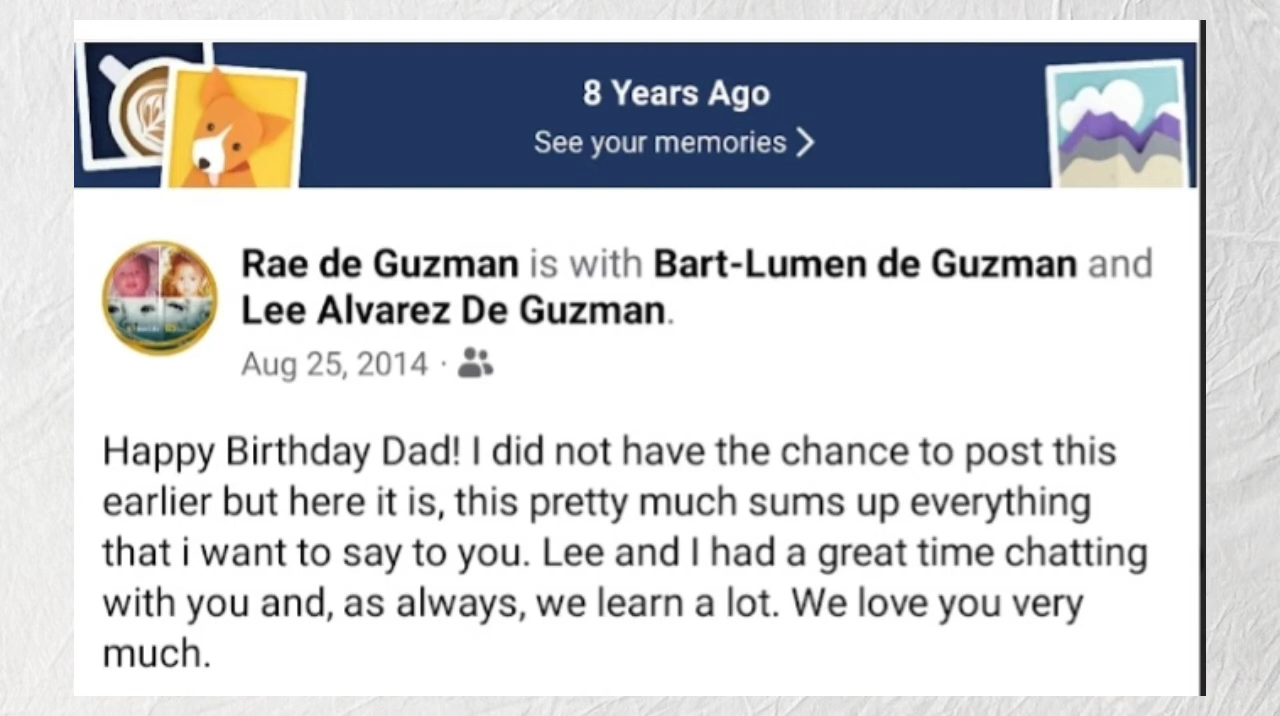 8 Years Ago
See your memories
Rae de Guzman is with Bart-Lumen de Guzman and
Lee Alvarez De Guzman.
Aug 25, 2014 ·
Happy Birthday Dad! I did not have the chance to post this
earlier but here it is, this pretty much sums up everything
that i want to say to you. Lee and I had a great time chatting
with you and, as always, we learn a lot. We love you very
much.